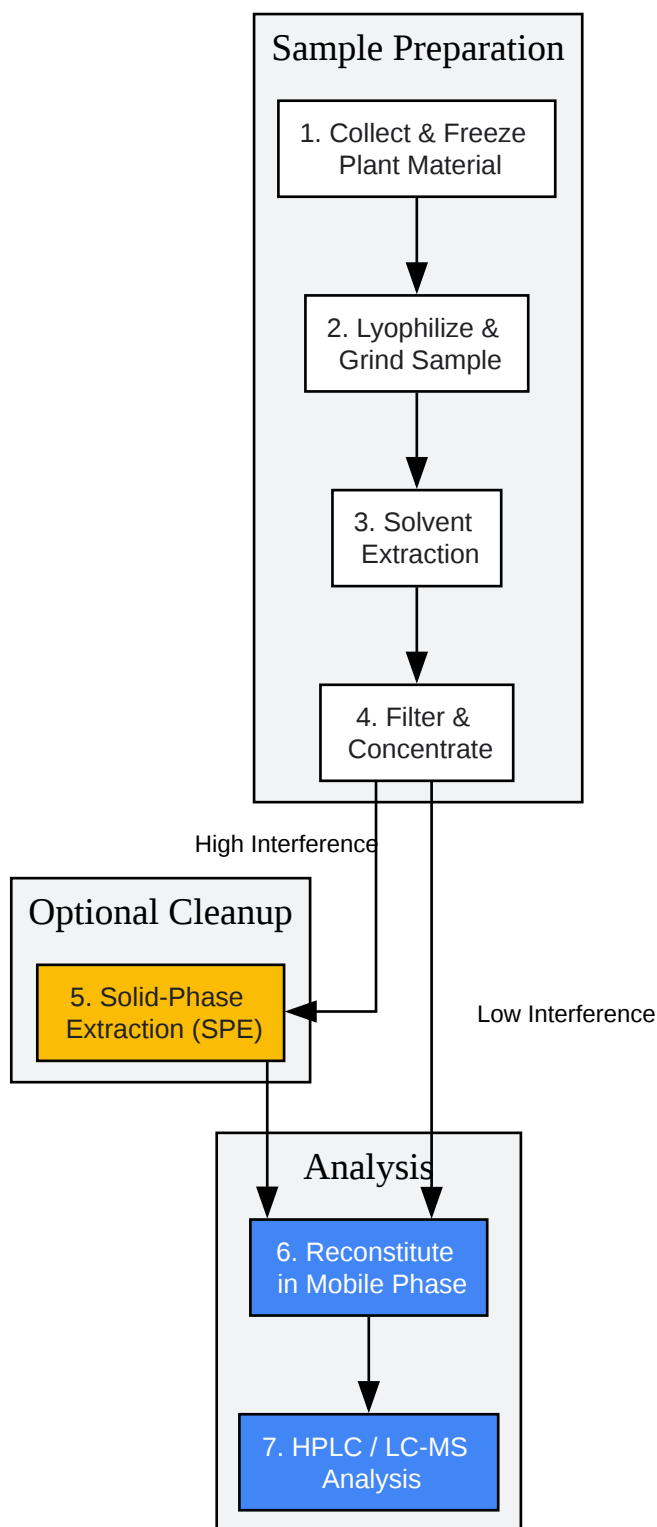 Sample Preparation
1. Collect & Freeze
Plant Material
2. Lyophilize &
Grind Sample
3. Solvent
Extraction
4. Filter &
Concentrate
High Interference
Optional Cleanup
5. Solid-Phase
Extraction (SPE)
Low Interference
Analysis
6. Reconstitute
in Mobile Phase
7. HPLC / LC-MS
Analysis